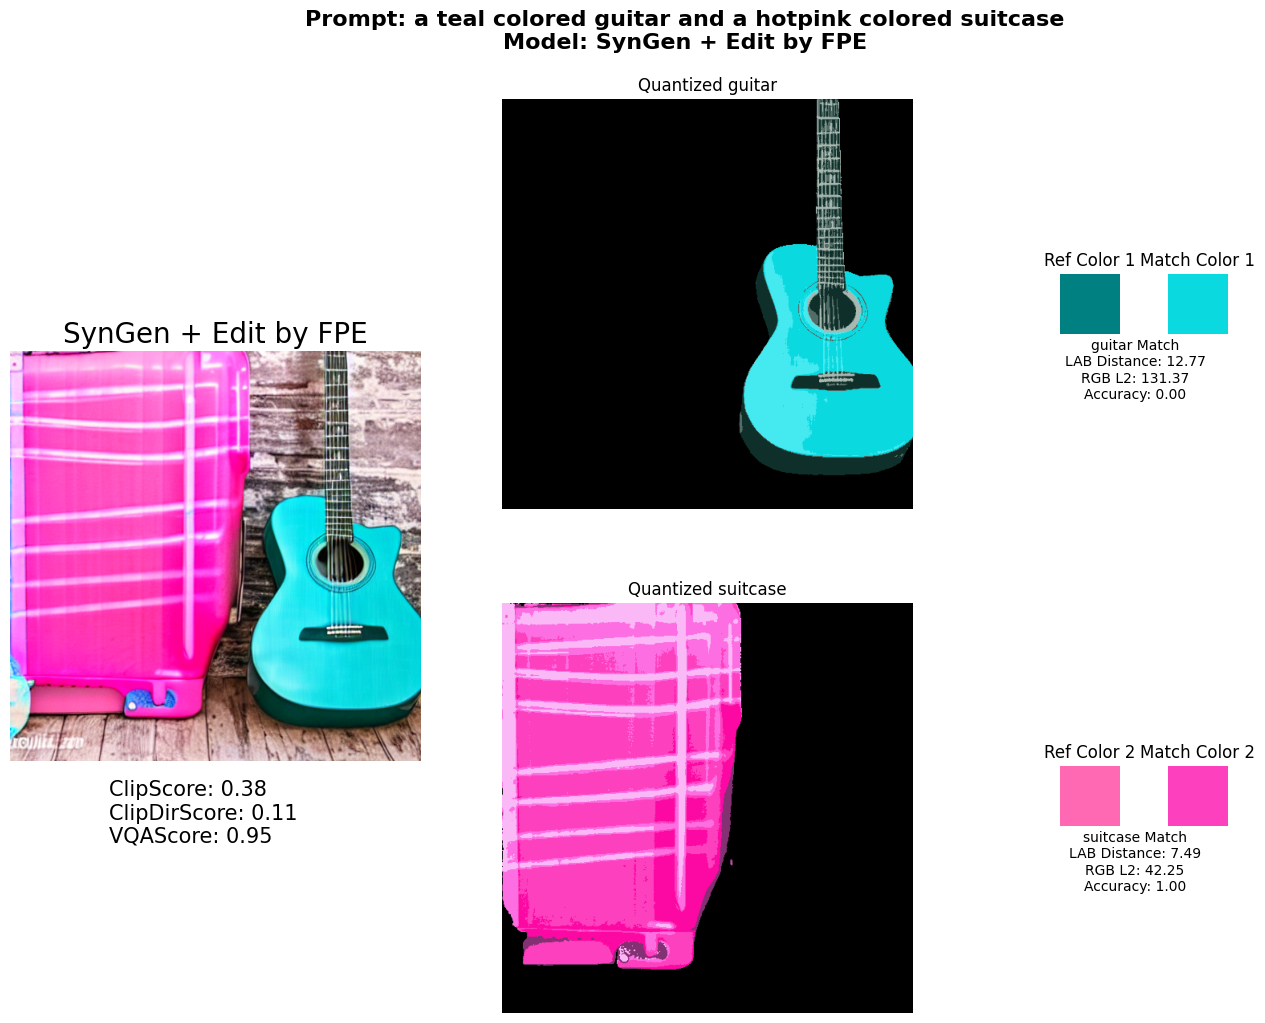 Prompt: a teal colored guitar and a hotpink colored suitcase
Model: SynGen + Edit by FPE
Quantized guitar
Ref Color 1 Match Color 1
guitar Match
LAB Distance: 12.77
RGB L2: 131.37
Accuracy: 0.00
SynGen + Edit by FPE
ClipScore: 0.38
ClipDirScore: 0.11
VQAScore: 0.95
Quantized suitcase
Ref Color 2 Match Color 2
suitcase Match
LAB Distance: 7.49
RGB L2: 42.25
Accuracy: 1.00